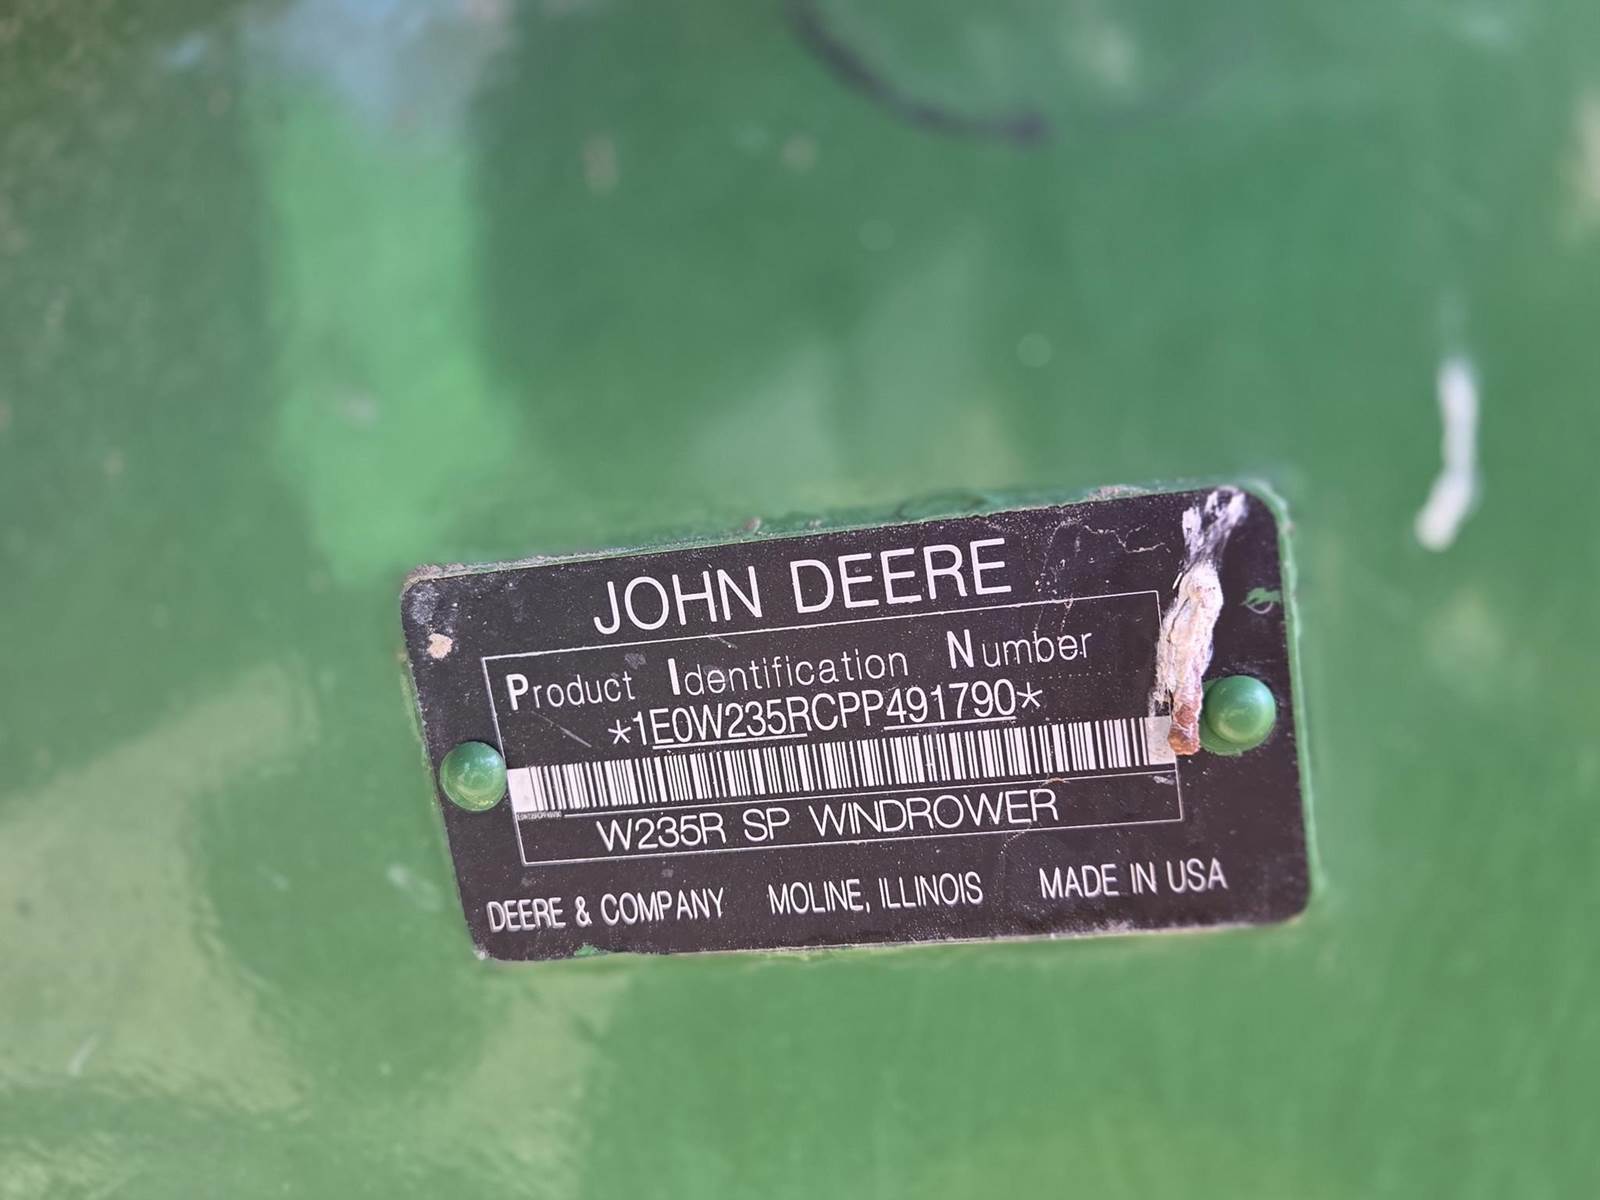 JOHN DEERE
Product Identification Number
*1E0W235RCPP491790*
W235R SP WINDROWER
DEERE & COMPANY MOLINE, ILLINOIS MADE IN USA